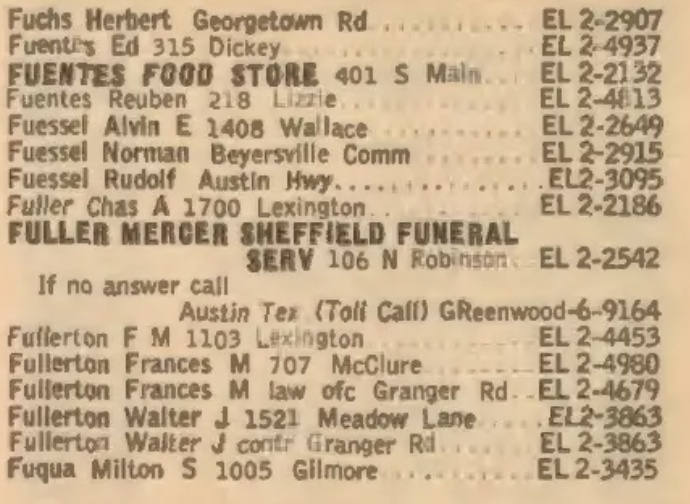 Fuchs Herbert Georgetown Rd ......... EL 2-2907
Fuentes Ed 315 Dickey ......... EL 2-4937
FUENTES FOOD STORE 401 S Main.. EL 2-2132
Fuentes Reuben 218 Lizzie ......... EL 2-4813
Fuessel Alvin E 1408 Wallace ......... EL 2-2649
Fuessel Norman Beyersville Comm ....... EL 2-2915
Fuessel Rudolf Austin Hwy................ EL2-3095
Fuller Chas A 1700 Lexington ......... EL 2-2186
FULLER MERCER SHEFFIELD FUNERAL
SERV 106 N Robinson.. EL 2-2542
If no answer call
Austin Tex (Toll Call) GReenwood-6-9164
Fullerton F M 1103 Lexington ......... EL 2-4453
Fullerton Frances M 707 McClure ......... EL 2-4980
Fullerton Frances M law ofc Granger Rd.. EL 2-4679
Fullerton Walter J 1521 Meadow Lane ..... EL2-3863
Fullerton Walter J contr Granger Rd ......... EL 2-3863
Fuqua Milton S 1005 Gilmore ............ EL 2-3435